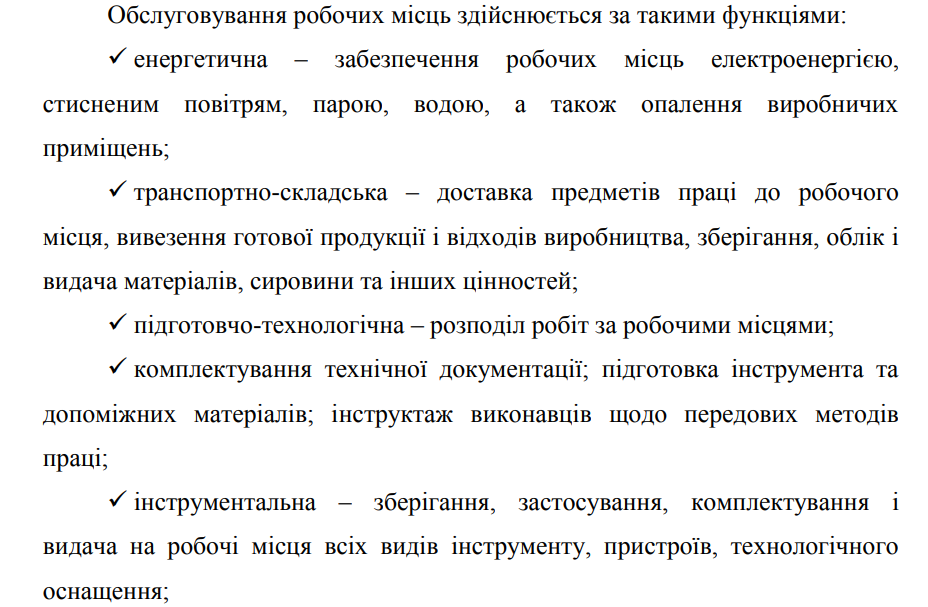 Обслуговування робочих місць здійснюється за такими функціями:
✓ енергетична – забезпечення робочих місць електроенергією,
стисненим повітрям, парою, водою, а також опалення виробничих
приміщень;
✓ транспортно-складська – доставка предметів праці до робочого
місця, вивезення готової продукції і відходів виробництва, зберігання, облік і
видача матеріалів, сировини та інших цінностей;
✓ підготовчо-технологічна – розподіл робіт за робочими місцями;
✓ комплектування технічної документації; підготовка інструмента та
допоміжних матеріалів; інструктаж виконавців щодо передових методів
праці;
✓ інструментальна – зберігання, застосування, комплектування і
видача на робочі місця всіх видів інструменту, пристроїв, технологічного
оснащення;